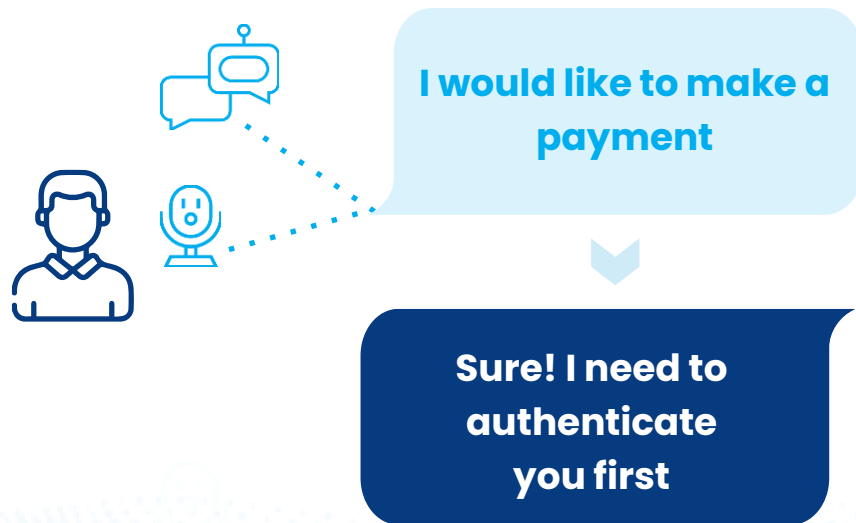 I would like to make a
payment
Sure! I need to
authenticate
you first